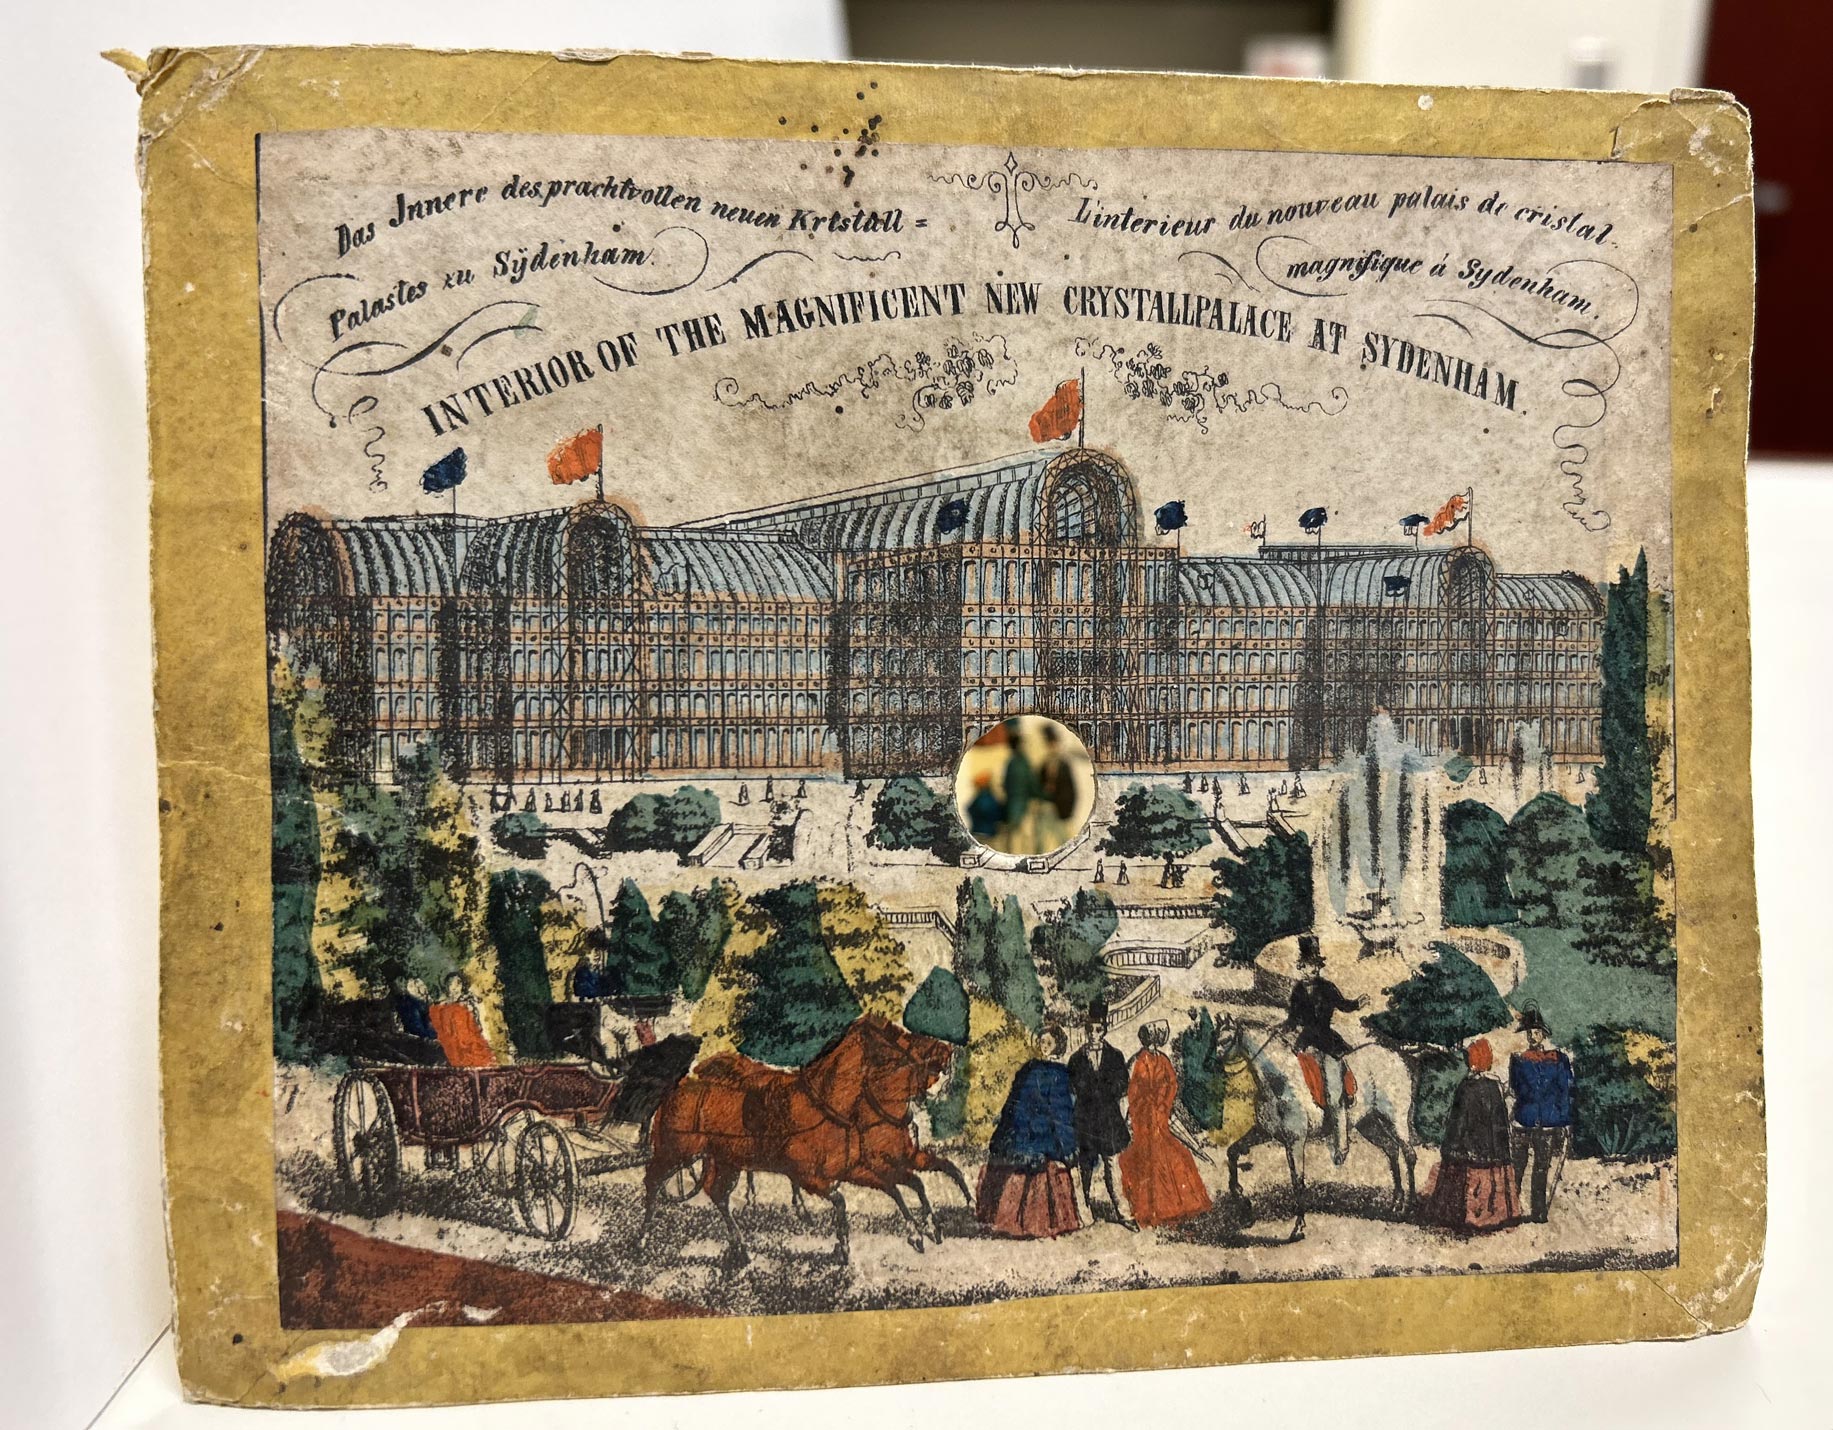 Das Innere des prachtvollen neuen Kristall =
Palastes zu Sÿdenham.
L'interieur du nouveau palais de cristal-
magnifique á Sydenham.
INTERIOR OF THE MAGNIFICENT NEW CRYSTALLPALACE AT SYDENHAM.